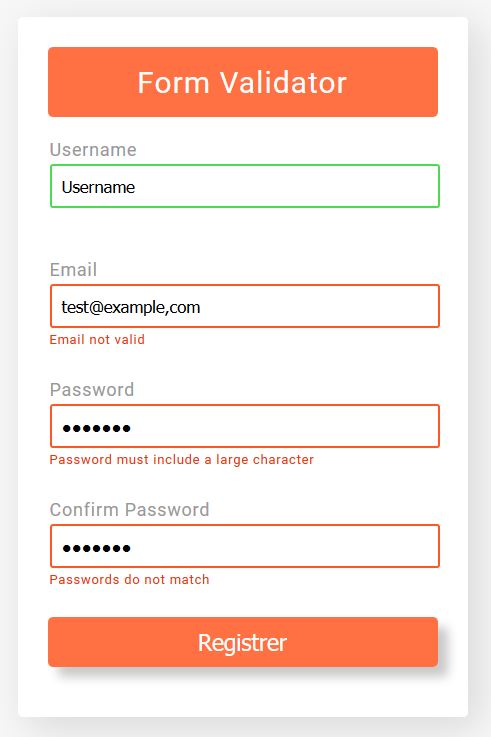 Form Validator
Username
Username
Email
test@example,com
Email not valid
Password
•••••••
Password must include a large character
Confirm Password
•••••••
Passwords do not match
Registrer